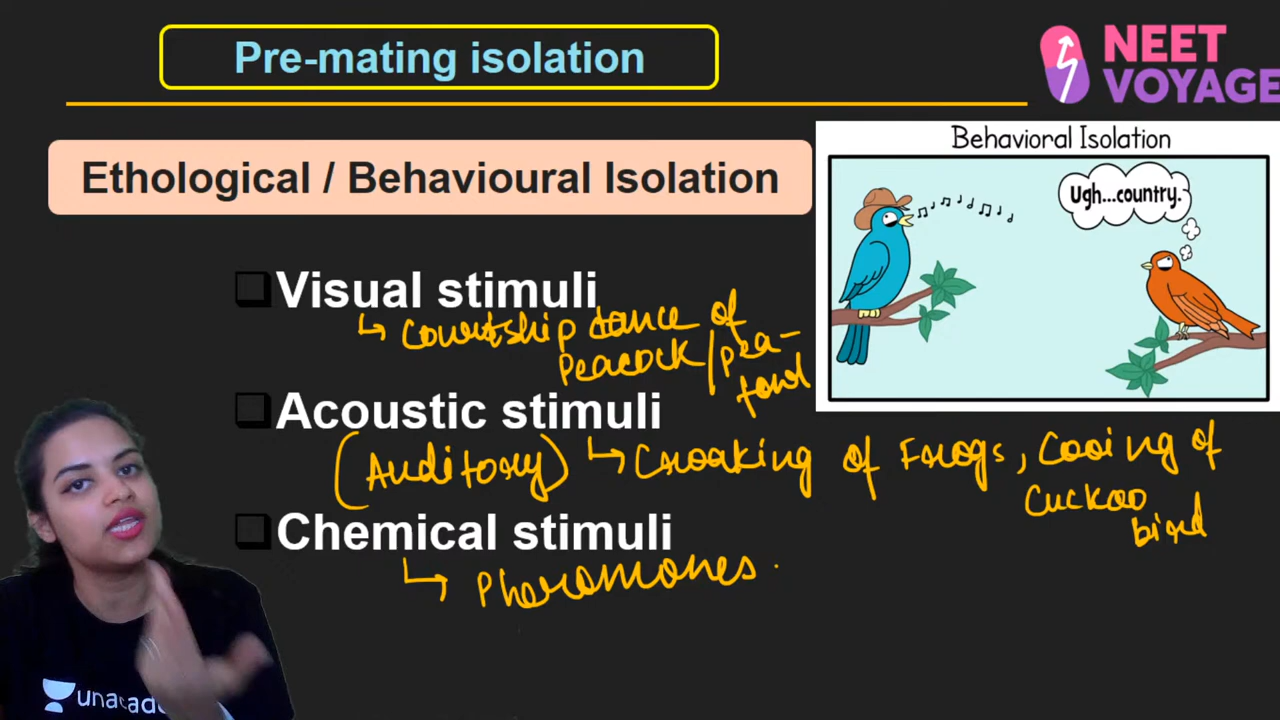 Pre-mating isolation
NEET
VOYAGE
Ethological / Behavioural Isolation
Behavioral Isolation
Ugh...country.
Visual stimuli
↳ Courtship dance of
Peacock/pea-
fowl
Acoustic stimuli
(Auditory) ↳ Croaking of Frogs, Cooing of
Cuckoo
bird
Chemical stimuli
↳ Pheromones.
unacade